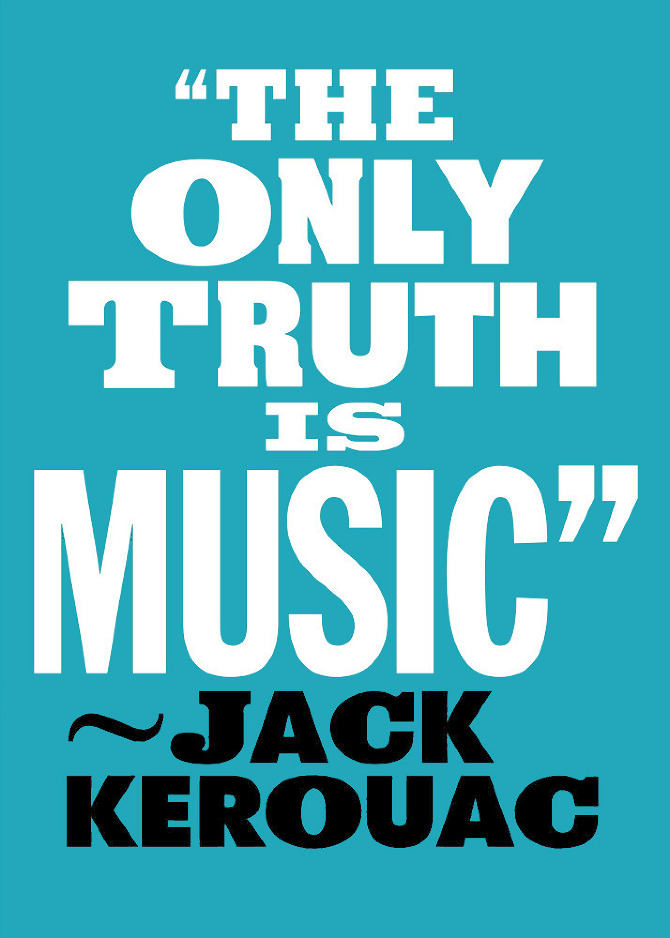 “THE
ONLY
TRUTH
IS
MUSIC”
~JACK
KEROUAC